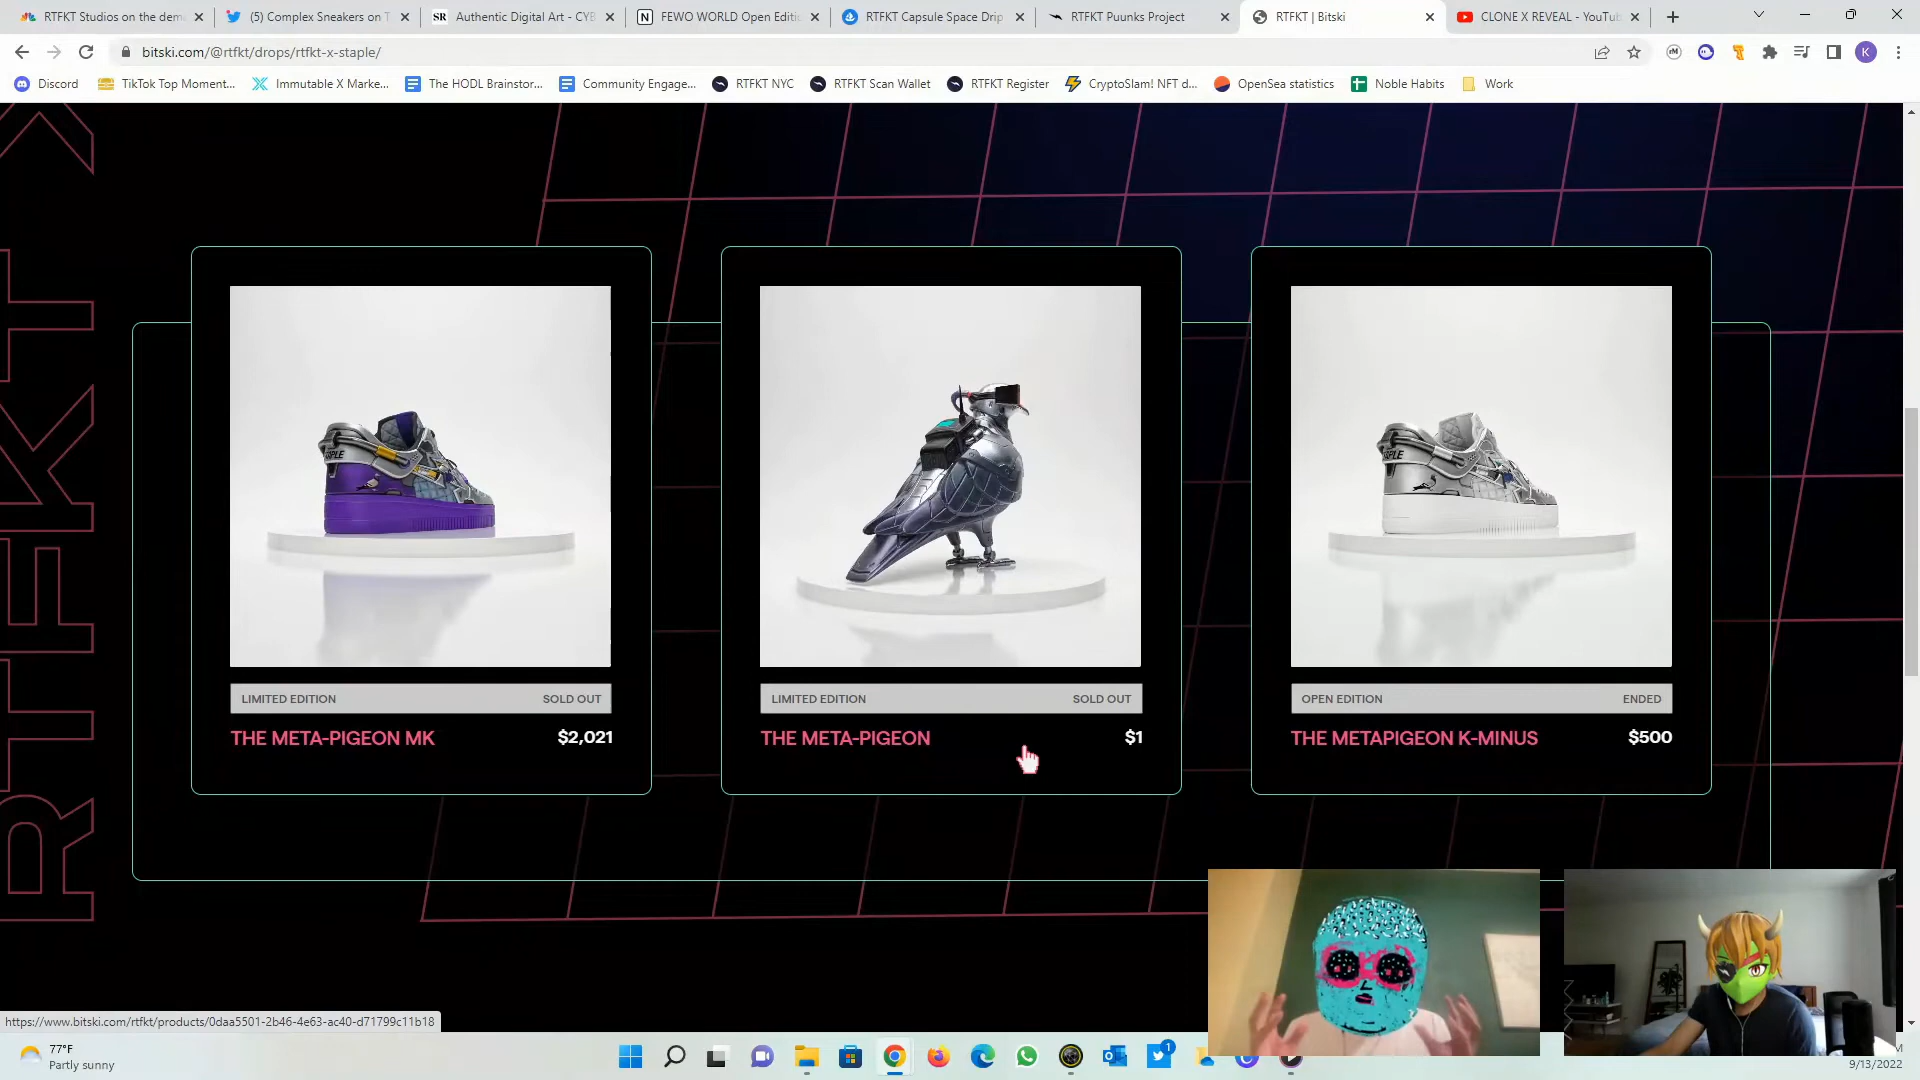 RTFKT Studios on the dem
(5) Complex Sneakers on T
SR Authentic Digital Art - CYB
FEWO WORLD Open Editi
RTFKT Capsule Space Drip
RTFKT Puunks Project
RTFKT | Bitski
CLONE X REVEAL - YouTub
bitski.com/@rtfkt/drops/rtfkt-x-staple/
K
Discord
TikTok Top Moment...
Immutable X Marke...
The HODL Brainstor...
Community Engage...
RTFKT NYC
RTFKT Scan Wallet
RTFKT Register
CryptoSlam! NFT d...
OpenSea statistics
Noble Habits
Work
RTFKT X
LIMITED EDITION SOLD OUT
THE META-PIGEON MK $2,021
LIMITED EDITION SOLD OUT
THE META-PIGEON $1
OPEN EDITION ENDED
THE METAPIGEON K-MINUS $500
https://www.bitski.com/rtfkt/products/0daa5501-2b46-4e63-ac40-d71799c11b18
77°F
Partly sunny
1
9/13/2022